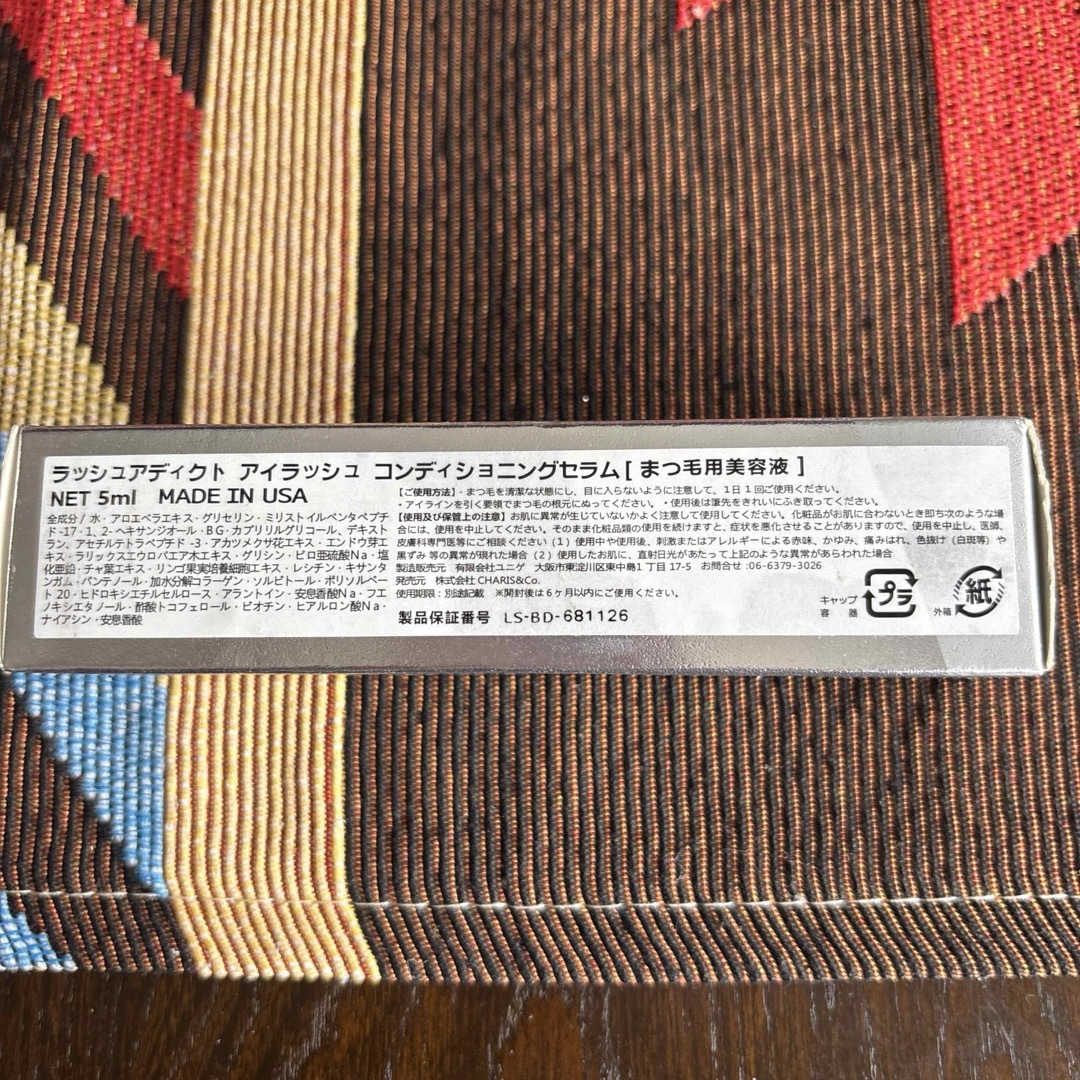 ラッシュアディクト アイラッシュ コンディショニングセラム [ まつ毛用美容液 ]
NET 5ml MADE IN USA
全成分 / 水・アロエベラエキス・グリセリン・ミリストイルペンタペプチ
ド -17・1、2-ヘキサンジオール・ＢＧ・カプリリルグリコール、デキスト
ラン、アセチルテトラペプチド -3・アカツメクサ花エキス・エンドウ芽エ
キス・ラリックスエウロパエア木エキス・グリシン・ピロ亜硫酸Ｎａ・塩
化亜鉛・チャ葉エキス・リンゴ果実培養細胞エキス・レシチン・キサンタ
ンガム・パンテノール・加水分解コラーゲン・ソルビトール・ポリソルベー
ト 20・ヒドロキシエチルセルロース・アラントイン・安息香酸Ｎａ・フエ
ノキシエタノール・酢酸トコフェロール・ビオチン・ヒアルロン酸Ｎａ・
ナイアシン・安息香酸
【ご使用方法】・まつ毛を清潔な状態にし、目に入らないように注意して、１日１回ご使用ください。
・アイラインを引く要領でまつ毛の根元にぬってください。・使用後は筆先をきれいにふき取ってください。
【使用及び保管上の注意】お肌に異常が生じていないかよく注意して使用してください。化粧品がお肌に合わないとき即ち次のような場
合には、使用を中止してください。そのまま化粧品類の使用を続けますと、症状を悪化させることがありますので、使用を中止し、医師、
皮膚科専門医等にご相談ください（１）使用中や使用後、刺激またはアレルギーによる赤味、かゆみ、痛みはれ、色抜け（白斑等）や
黒ずみ等の異常が現れた場合（２）使用したお肌に、直射日光があたって上記のような異常があらわれた場合
製造販売元 有限会社ユニゲ 大阪市東淀川区東中島１丁目 17-5 お問合せ :06-6379-3026
発売元 株式会社 CHARIS&Co.
使用期限：別途記載 ※開封後は６ヶ月以内にご使用ください。
製品保証番号 LS-BD-681126
キャップ
容器
プラ
外箱
紙